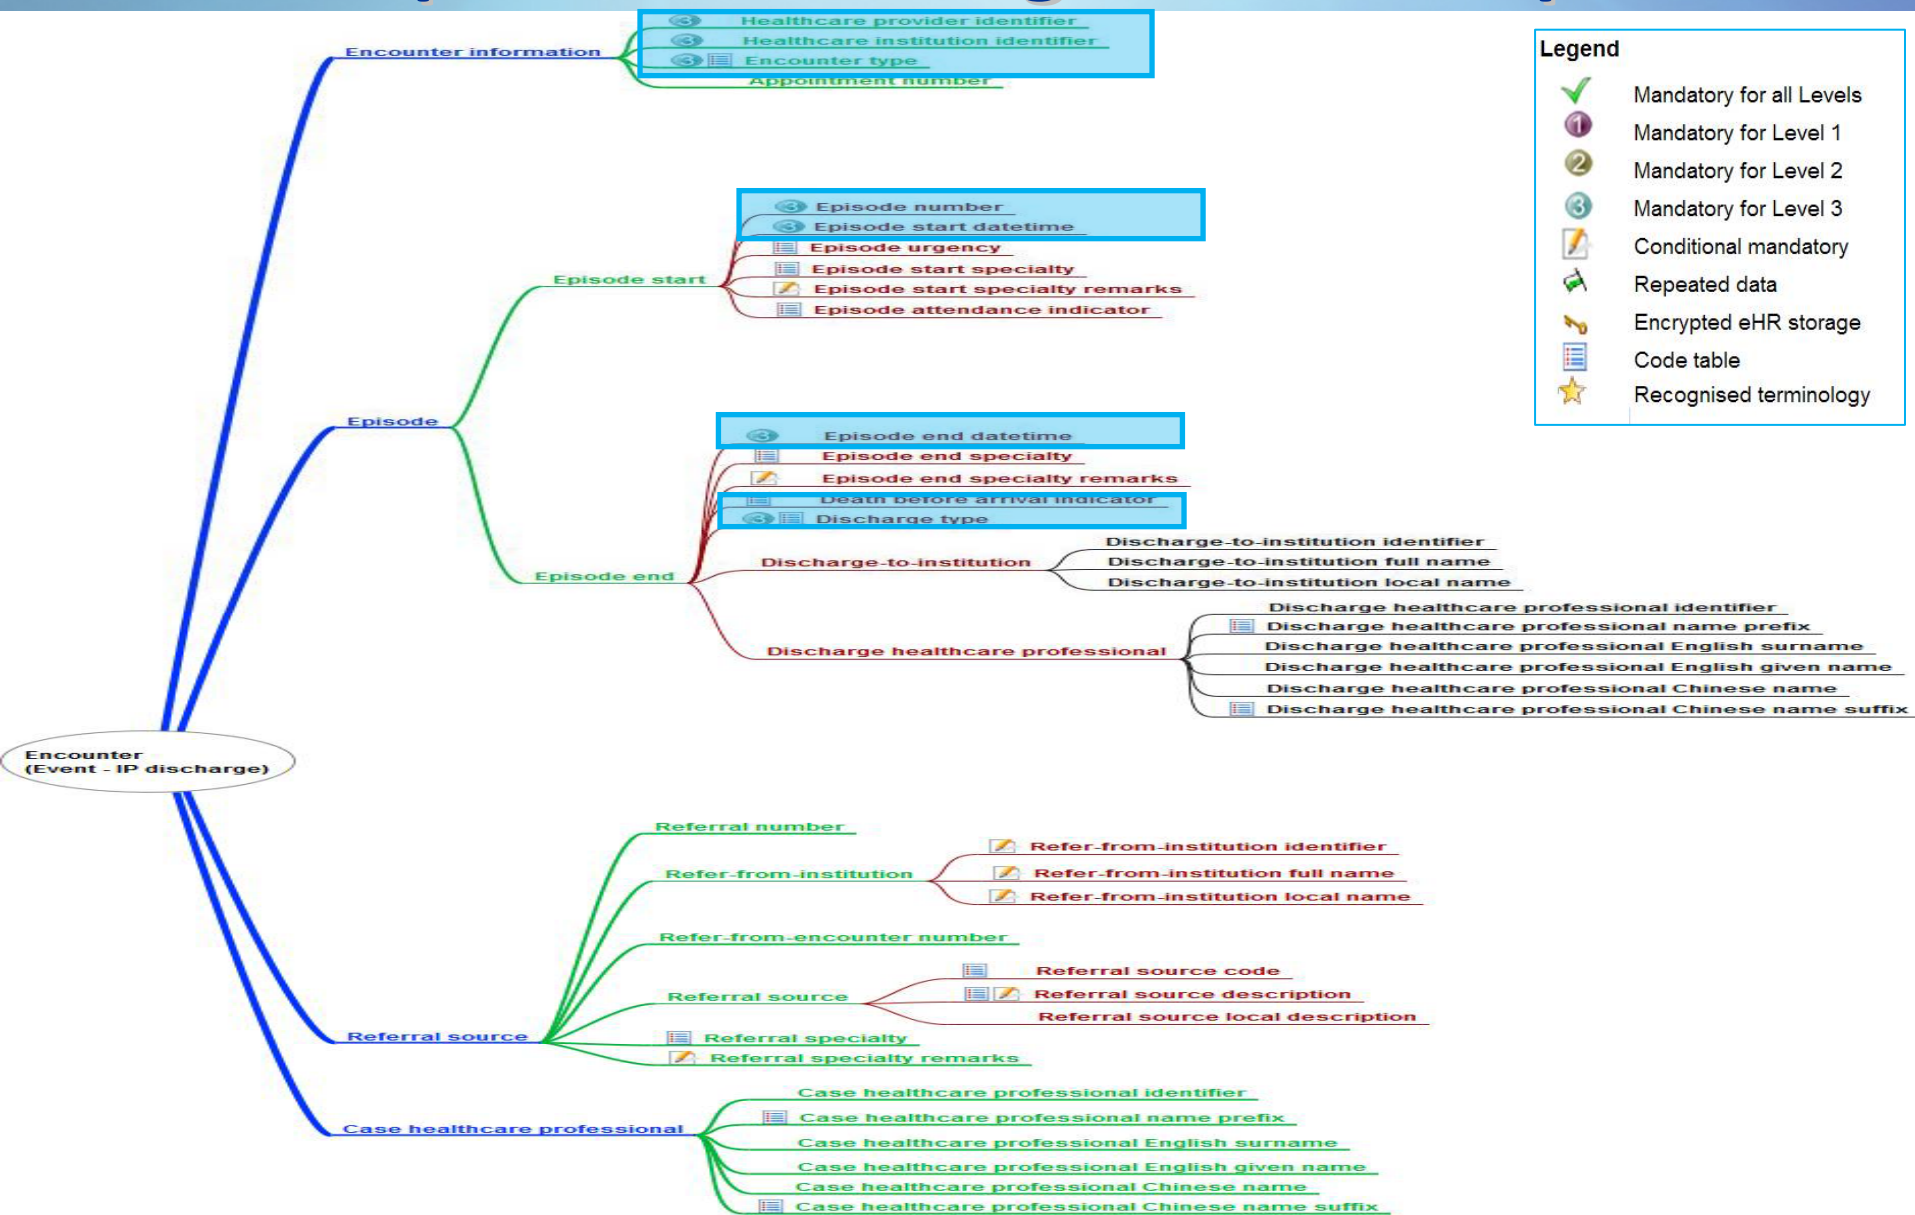 Healthcare provider identifier
Healthcare institution identifier
Encounter type
Appointment number
Encounter information
Legend
Mandatory for all Levels
1 Mandatory for Level 1
2 Mandatory for Level 2
3 Mandatory for Level 3
Conditional mandatory
Repeated data
Encrypted eHR storage
Code table
Recognised terminology
3 Episode number
3 Episode start datetime
Episode urgency
Episode start specialty
Episode start specialty remarks
Episode attendance indicator
Episode start
Episode
3 Episode end datetime
Episode end specialty
Episode end specialty remarks
Death before arrival indicator
3 Discharge type
Discharge-to-institution
Discharge-to-institution identifier
Discharge-to-institution full name
Discharge-to-institution local name
Episode end
Discharge healthcare professional
Discharge healthcare professional identifier
Discharge healthcare professional name prefix
Discharge healthcare professional English surname
Discharge healthcare professional English given name
Discharge healthcare professional Chinese name
Discharge healthcare professional Chinese name suffix
Encounter
(Event - IP discharge)
Referral number
Refer-from-institution
Refer-from-institution identifier
Refer-from-institution full name
Refer-from-institution local name
Refer-from-encounter number
Referral source
Referral source code
Referral source description
Referral source local description
Referral source
Referral specialty
Referral specialty remarks
Case healthcare professional
Case healthcare professional identifier
Case healthcare professional name prefix
Case healthcare professional English surname
Case healthcare professional English given name
Case healthcare professional Chinese name
Case healthcare professional Chinese name suffix